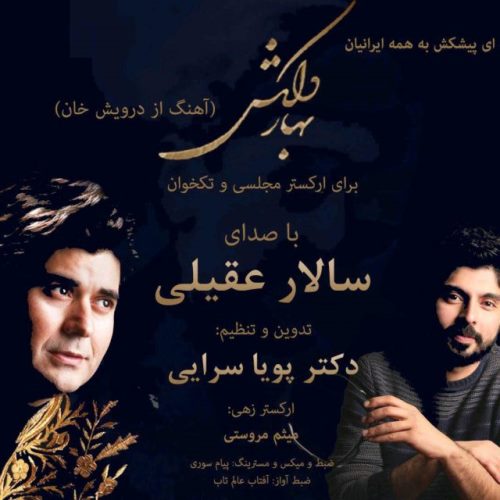 ای پیشکش به همه ایرانیان
بهار دلکش
(آهنگ از درویش خان)
برای ارکستر مجلسی و تکخوان
با صدای
سالار عقیلی
تدوین و تنظیم:
دکتر پویا سرایی
ارکستر زهی:
میثم مروستی
ضبط و میکس و مسترینگ: پیام سوری
ضبط آواز: آفتاب عالم تاب